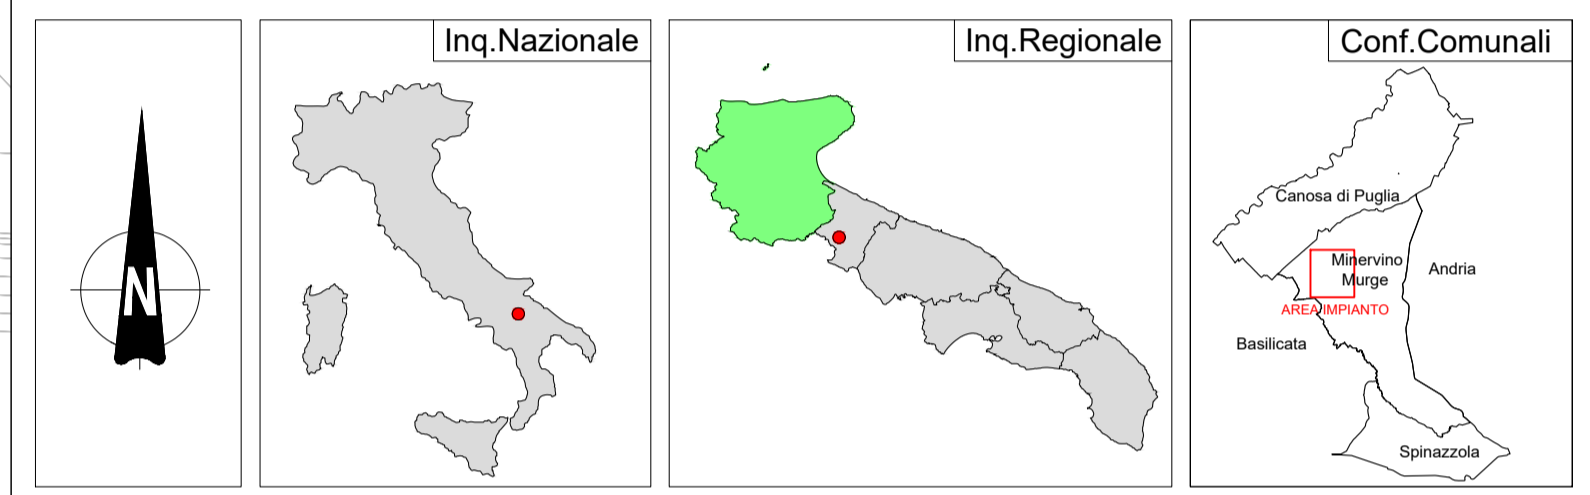 N
Inq.Nazionale
Inq.Regionale
Conf.Comunali
Canosa di Puglia
Minervino
Murge
Andria
AREA IMPIANTO
Basilicata
Spinazzola